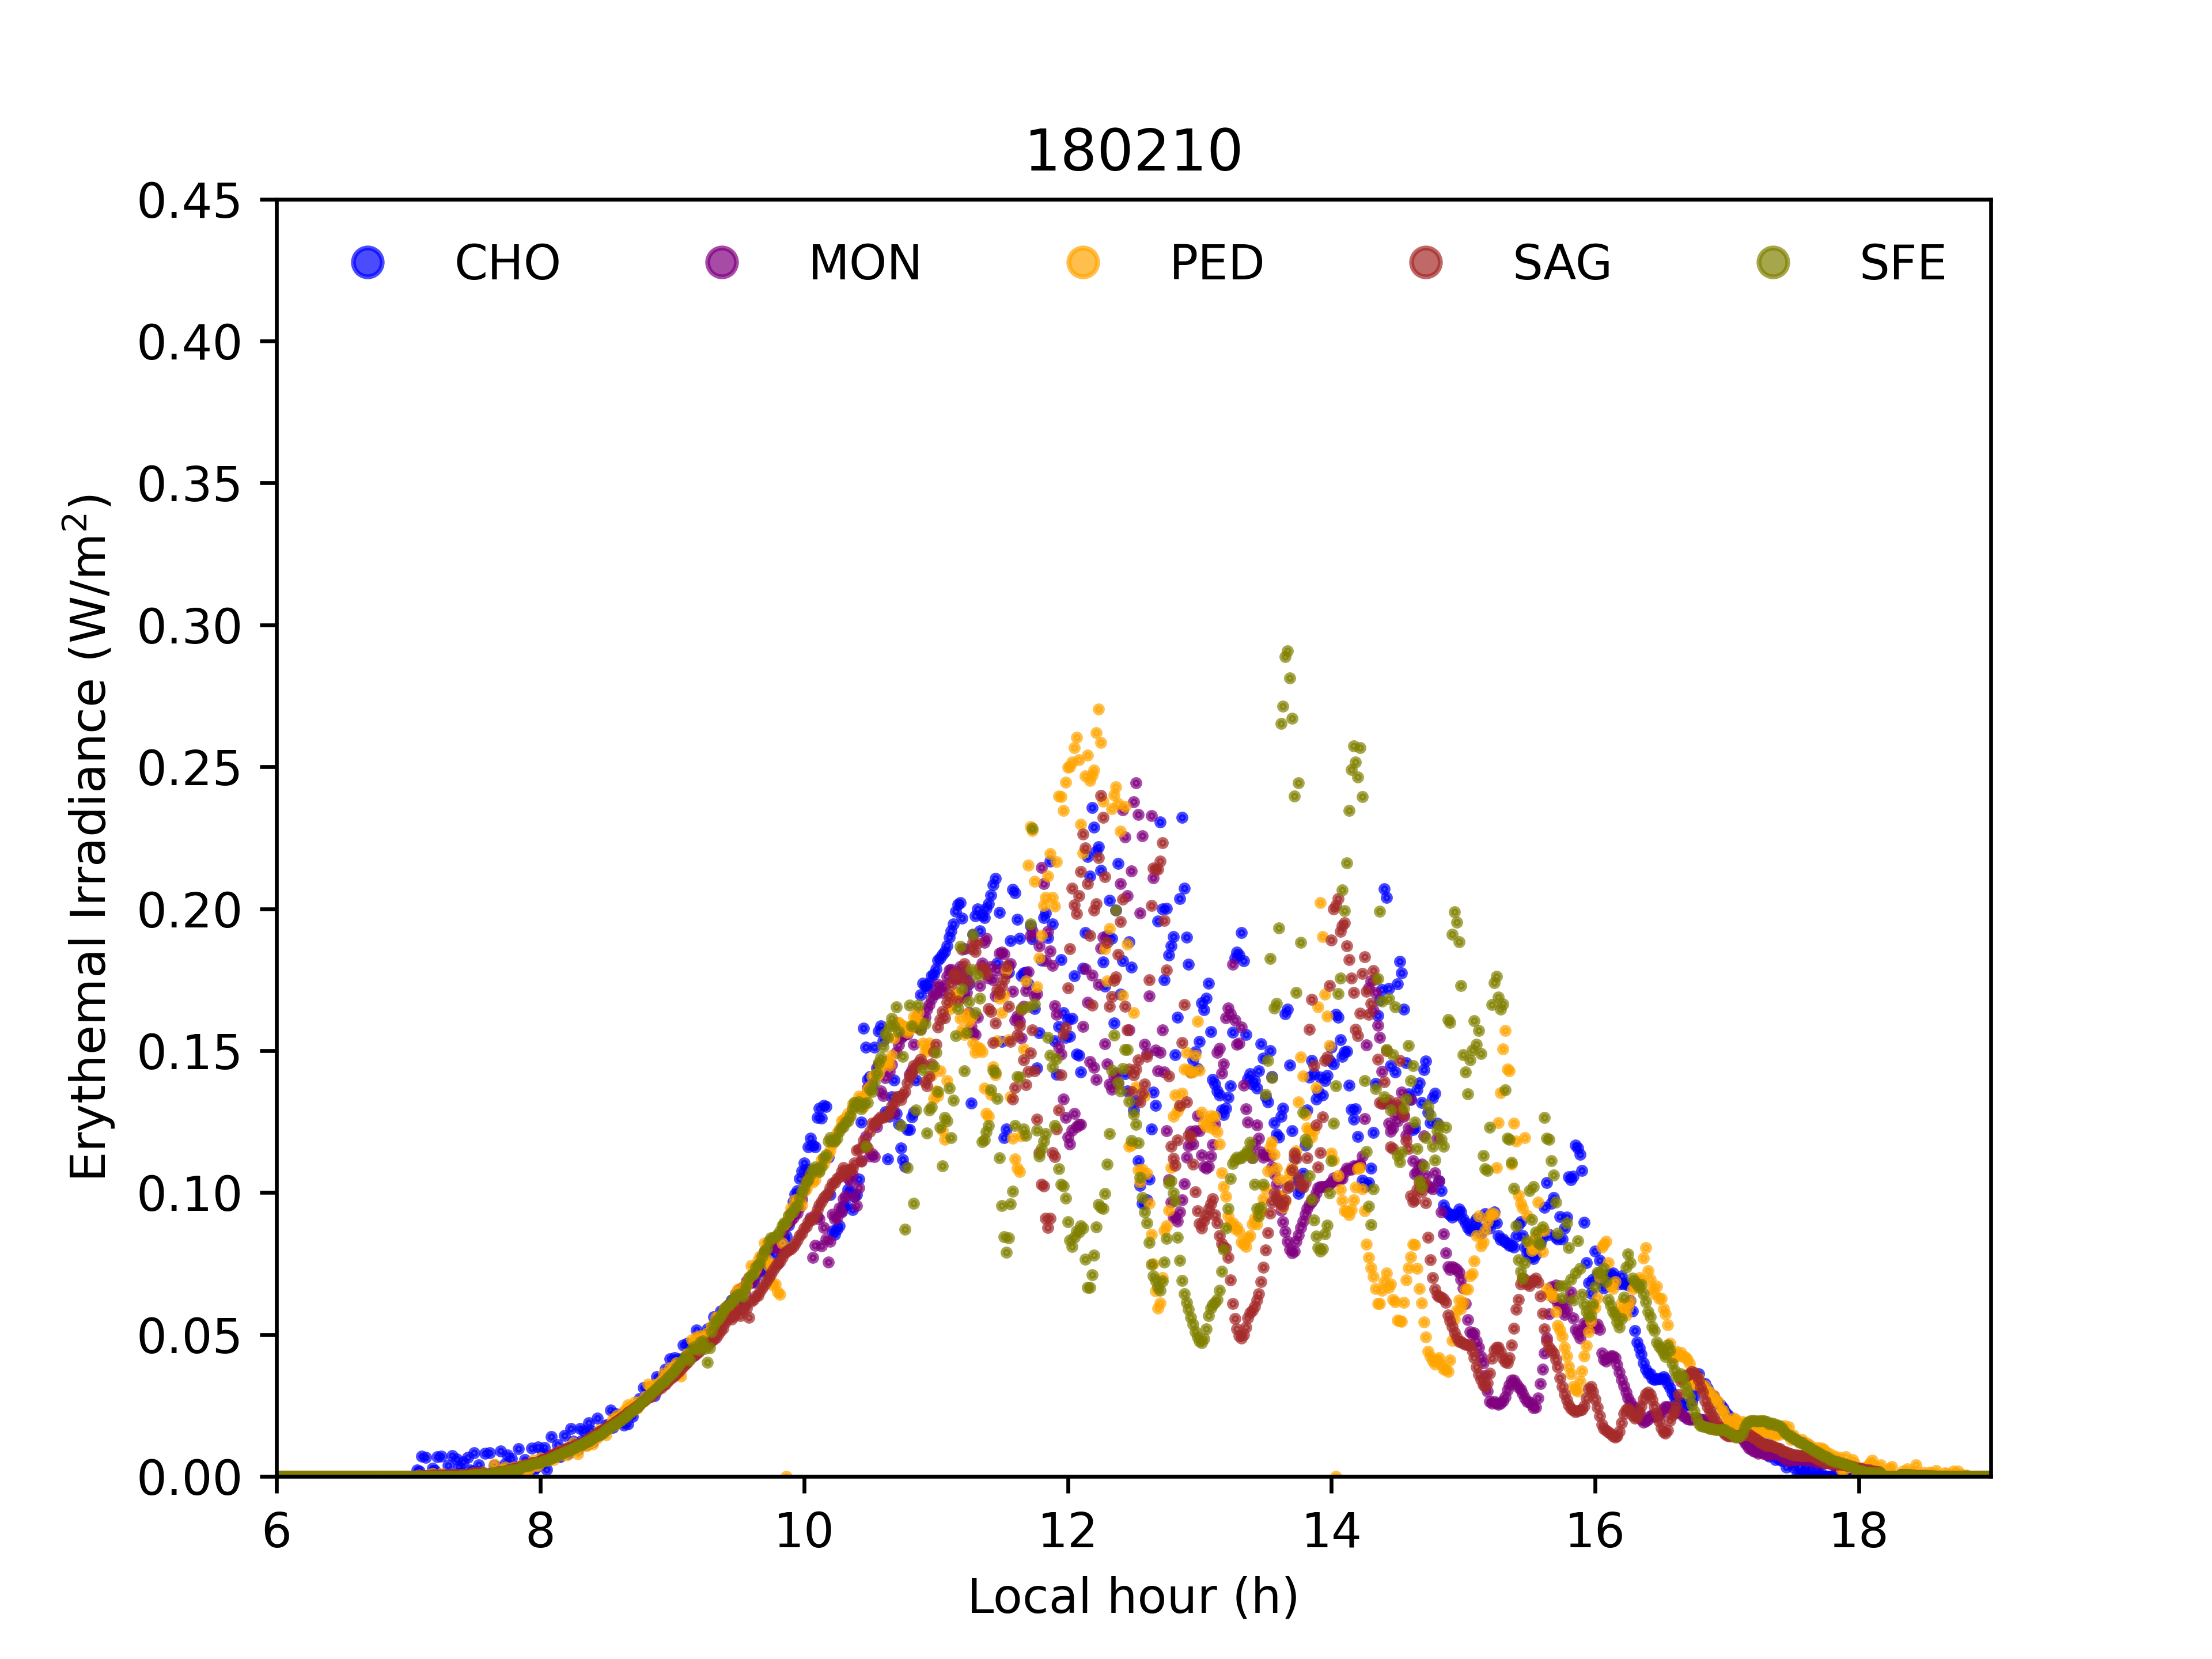 180210
CHO MON PED SAG SFE
0.45
0.40
0.35
0.30
0.25
0.20
0.15
0.10
0.05
0.00
Erythemal Irradiance (W/m²)
6 8 10 12 14 16 18
Local hour (h)